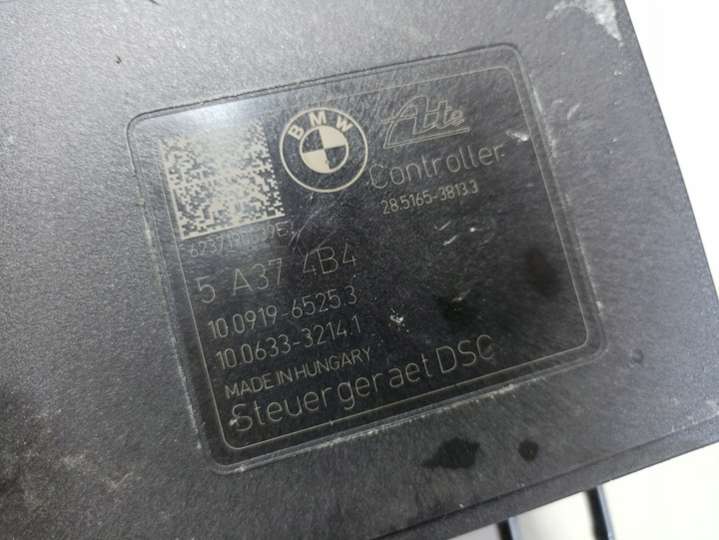 BMW
Ate
Controller
28.5165-3813.3
5 A37 4B4
10.0919-6525.3
10.0633-3214.1
MADE IN HUNGARY
Steuergeraet DSC